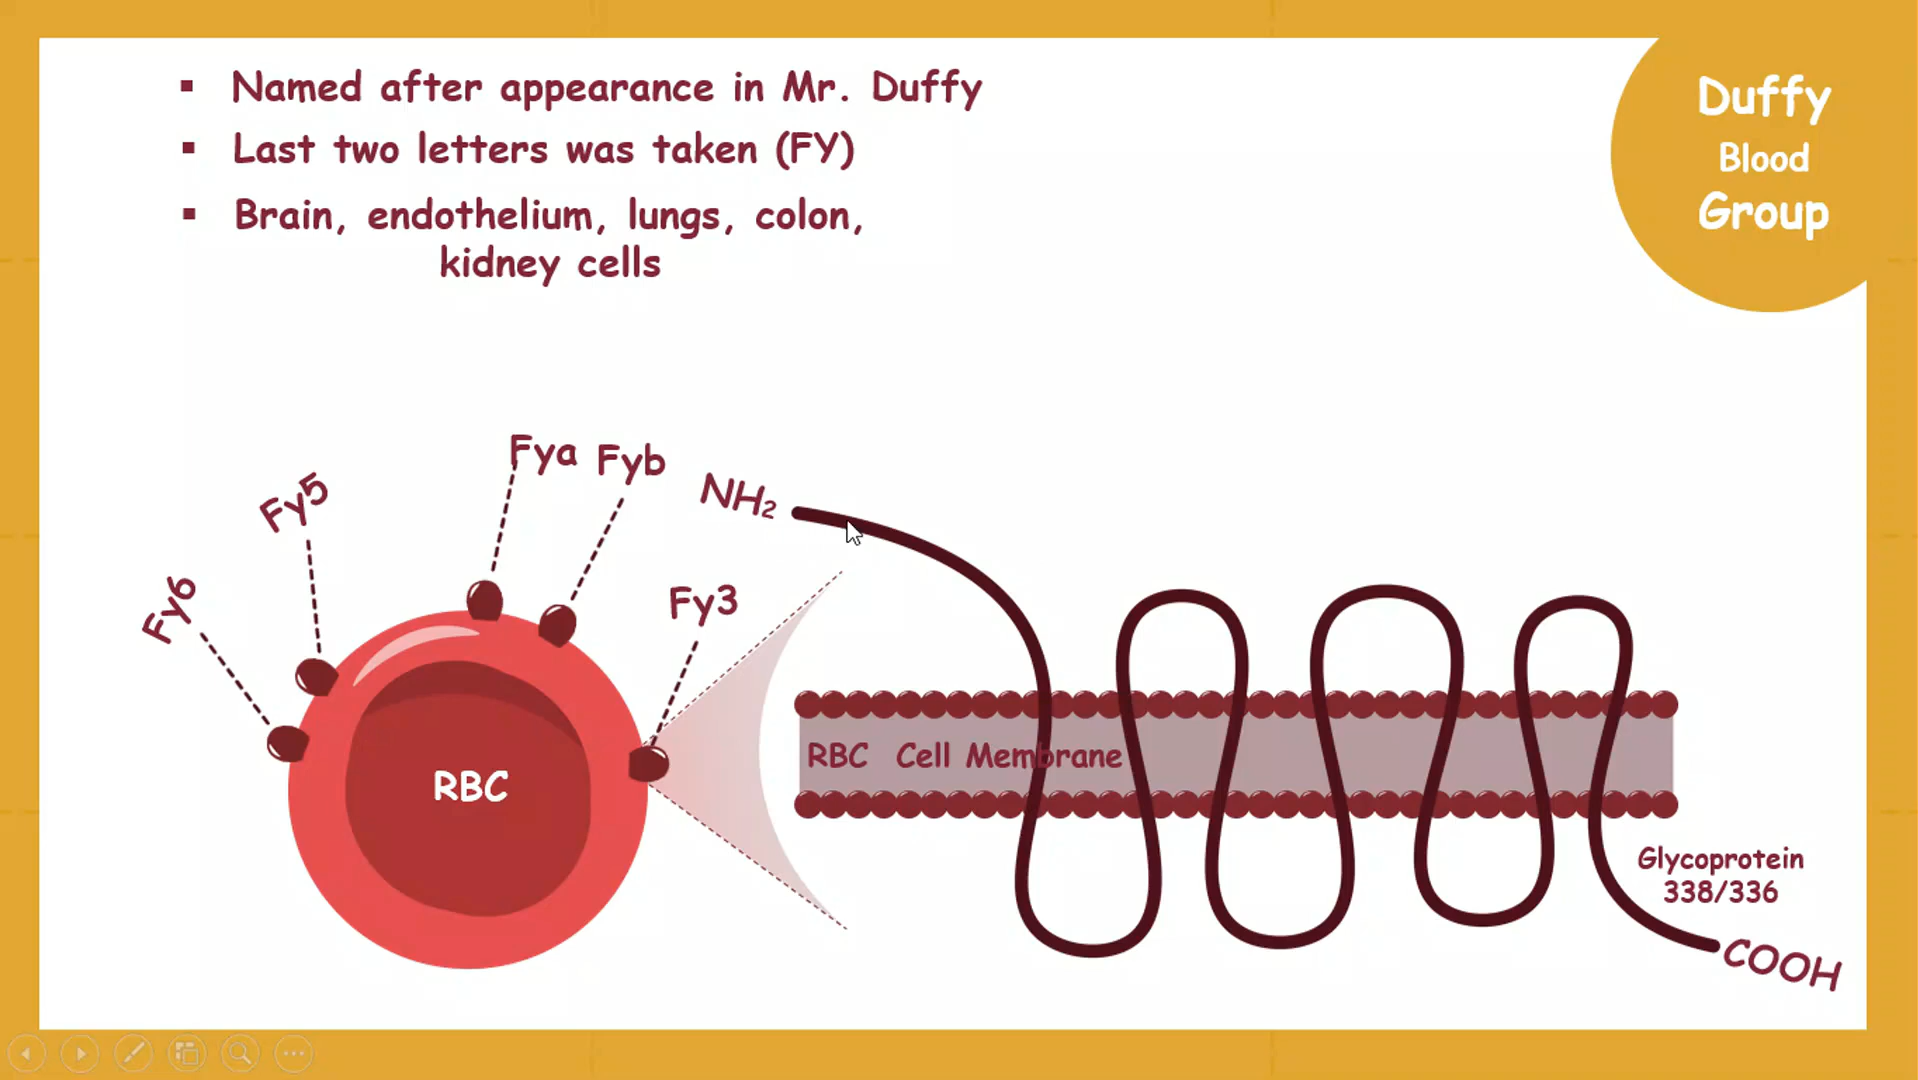 Named after appearance in Mr. Duffy
Last two letters was taken (FY)
Brain, endothelium, lungs, colon,
kidney cells
Duffy
Blood
Group
Fya
Fyb
Fy5
Fy6
Fy3
NH₂
RBC
RBC Cell Membrane
Glycoprotein
338/336
COOH